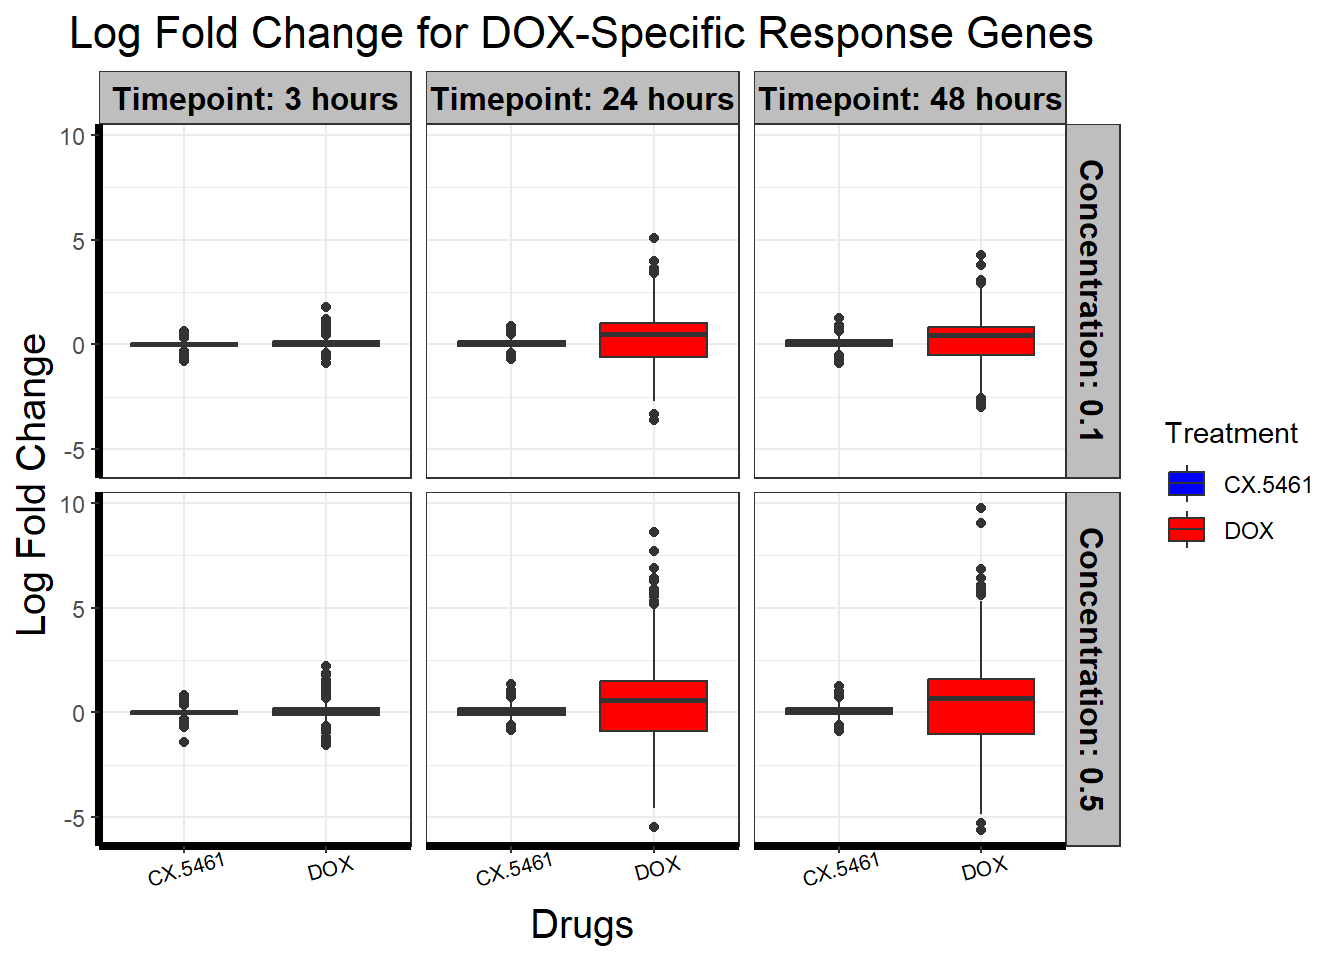 Log Fold Change for DOX-Specific Response Genes
Timepoint: 3 hours
Timepoint: 24 hours
Timepoint: 48 hours
Log Fold Change
10
5
0
-5
Concentration: 0.1
10
5
0
-5
Concentration: 0.5
CX.5461
DOX
CX.5461
DOX
CX.5461
DOX
Drugs
Treatment
CX.5461
DOX